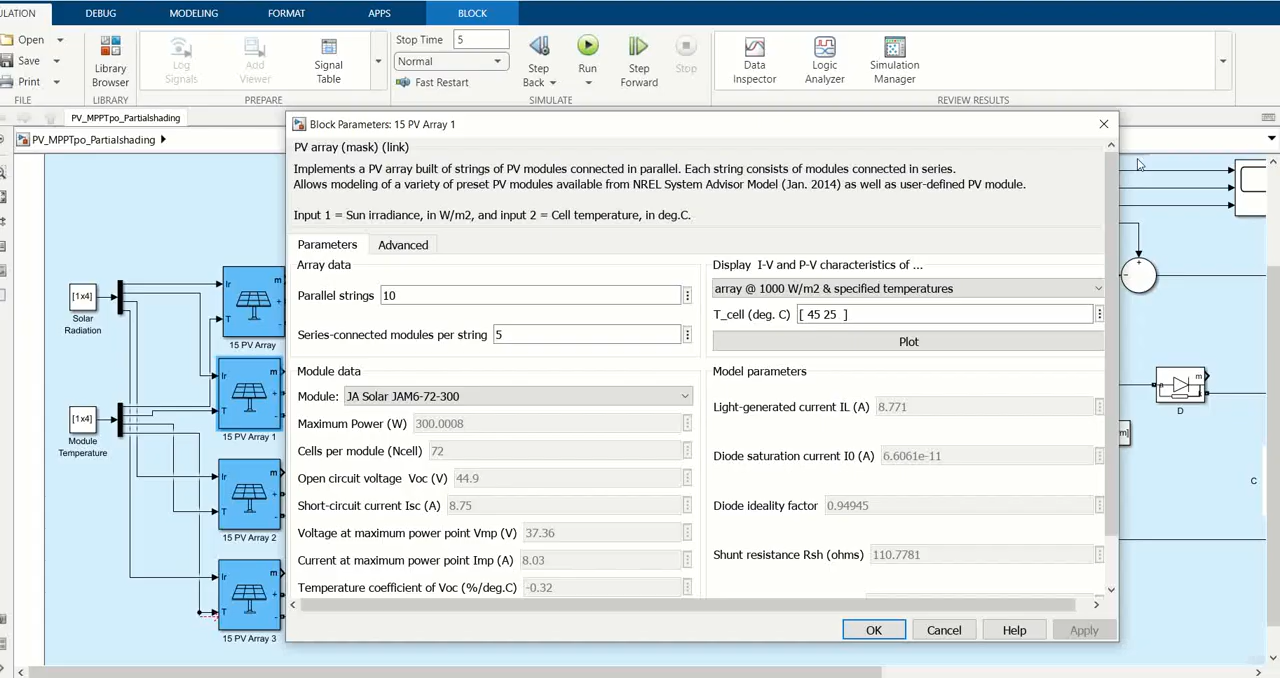 ULATION DEBUG MODELING FORMAT APPS BLOCK
Open
Save
Print
FILE
Library
Browser
LIBRARY
Log
Signals
Add
Viewer
Signal
Table
PREPARE
Stop Time 5
Normal
Fast Restart
Step
Back
Run
Step
Forward
Stop
SIMULATE
Data
Inspector
Logic
Analyzer
Simulation
Manager
REVIEW RESULTS
PV_MPPTpo_Partialshading
PV_MPPTpo_Partialshading
Block Parameters: 15 PV Array 1
PV array (mask) (link)
Implements a PV array built of strings of PV modules connected in parallel. Each string consists of modules connected in series.
Allows modeling of a variety of preset PV modules available from NREL System Advisor Model (Jan. 2014) as well as user-defined PV module.
Input 1 = Sun irradiance, in W/m2, and input 2 = Cell temperature, in deg.C.
Parameters Advanced
Array data
Parallel strings 10
Series-connected modules per string 5
Display I-V and P-V characteristics of ...
array @ 1000 W/m2 & specified temperatures
T_cell (deg. C) [ 45 25 ]
Plot
Module data
Module: JA Solar JAM6-72-300
Maximum Power (W) 300.0008
Cells per module (Ncell) 72
Open circuit voltage Voc (V) 44.9
Short-circuit current Isc (A) 8.75
Voltage at maximum power point Vmp (V) 37.36
Current at maximum power point Imp (A) 8.03
Temperature coefficient of Voc (%/deg.C) -0.32
Model parameters
Light-generated current IL (A) 8.771
Diode saturation current I0 (A) 6.6061e-11
Diode ideality factor 0.94945
Shunt resistance Rsh (ohms) 110.7781
OK Cancel Help Apply
[1x4]
Solar
Radiation
[1x4]
Module
Temperature
Ir
T
m
+
-
15 PV Array
Ir
T
m
15 PV Array 1
Ir
T
m
+
-
15 PV Array 2
Ir
T
m
+
-
15 PV Array 3
+
-
a
m
k
D
m]
C